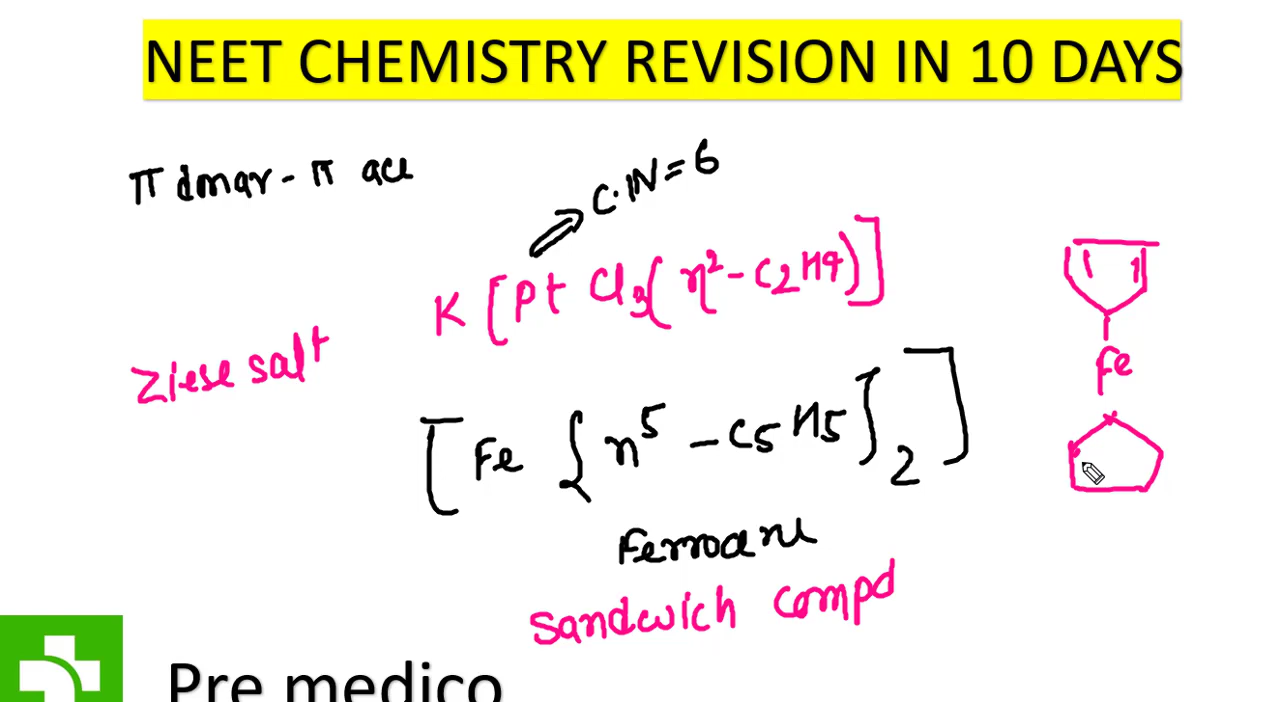 NEET CHEMISTRY REVISION IN 10 DAYS
π dmar - π acc
C.N = 6
K [Pt Cl3(η² - C2H4)]
Ziese salt
Fe
[Fe {η⁵ - C5H5}2]
Ferrocene
Sandwich compd
Pre medico